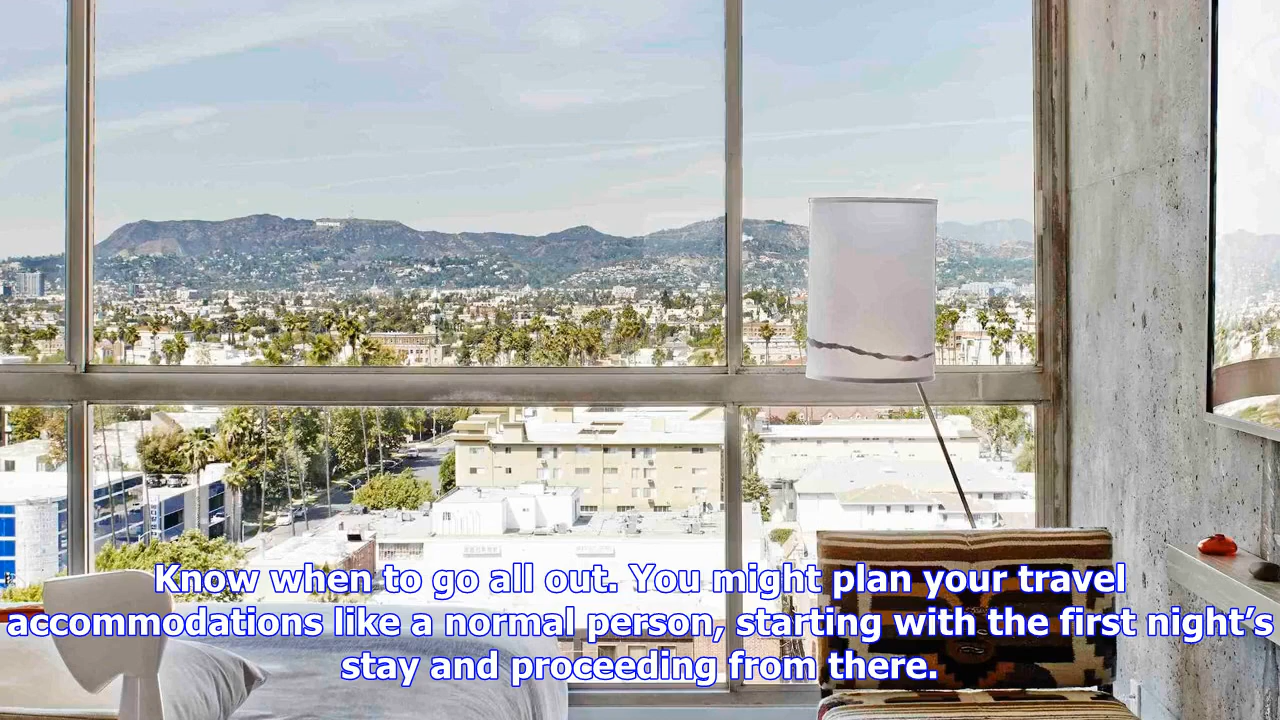 Know when to go all out. You might plan your travel
accommodations like a normal person, starting with the first night’s
stay and proceeding from there.